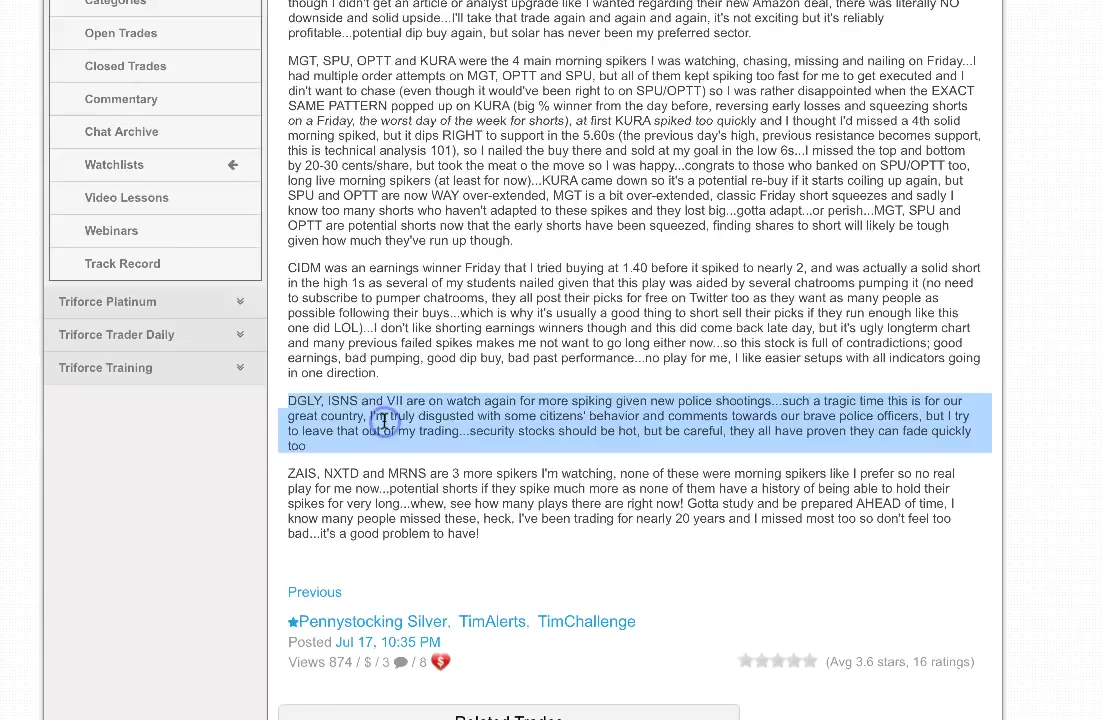 Categories
Open Trades
Closed Trades
Commentary
Chat Archive
Watchlists
Video Lessons
Webinars
Track Record
Triforce Platinum
Triforce Trader Daily
Triforce Training
though I didn't get an article or analyst upgrade like I wanted regarding their new Amazon deal, there was literally NO
downside and solid upside...I'll take that trade again and again and again, it's not exciting but it's reliably
profitable...potential dip buy again, but solar has never been my preferred sector.
MGT, SPU, OPTT and KURA were the 4 main morning spikers I was watching, chasing, missing and nailing on Friday...I
had multiple order attempts on MGT, OPTT and SPU, but all of them kept spiking too fast for me to get executed and I
din't want to chase (even though it would've been right to on SPU/OPTT) so I was rather disappointed when the EXACT
SAME PATTERN popped up on KURA (big % winner from the day before, reversing early losses and squeezing shorts
on a Friday, the worst day of the week for shorts), at first KURA spiked too quickly and I thought I'd missed a 4th solid
morning spiked, but it dips RIGHT to support in the 5.60s (the previous day's high, previous resistance becomes support,
this is technical analysis 101), so I nailed the buy there and sold at my goal in the low 6s...I missed the top and bottom
by 20-30 cents/share, but took the meat o the move so I was happy...congrats to those who banked on SPU/OPTT too,
long live morning spikers (at least for now)...KURA came down so it's a potential re-buy if it starts coiling up again, but
SPU and OPTT are now WAY over-extended, MGT is a bit over-extended, classic Friday short squeezes and sadly I
know too many shorts who haven't adapted to these spikes and they lost big...gotta adapt...or perish...MGT, SPU and
OPTT are potential shorts now that the early shorts have been squeezed, finding shares to short will likely be tough
given how much they've run up though.
CIDM was an earnings winner Friday that I tried buying at 1.40 before it spiked to nearly 2, and was actually a solid short
in the high 1s as several of my students nailed given that this play was aided by several chatrooms pumping it (no need
to subscribe to pumper chatrooms, they all post their picks for free on Twitter too as they want as many people as
possible following their buys...which is why it's usually a good thing to short sell their picks if they run enough like this
one did LOL)...I don't like shorting earnings winners though and this did come back late day, but it's ugly longterm chart
and many previous failed spikes makes me not want to go long either now...so this stock is full of contradictions; good
earnings, bad pumping, good dip buy, bad past performance...no play for me, I like easier setups with all indicators going
in one direction.
DGLY, ISNS and VII are on watch again for more spiking given new police shootings...such a tragic time this is for our
great country, I'm truly disgusted with some citizens' behavior and comments towards our brave police officers, but I try
to leave that out of my trading...security stocks should be hot, but be careful, they all have proven they can fade quickly
too
ZAIS, NXTD and MRNS are 3 more spikers I'm watching, none of these were morning spikers like I prefer so no real
play for me now...potential shorts if they spike much more as none of them have a history of being able to hold their
spikes for very long...whew, see how many plays there are right now! Gotta study and be prepared AHEAD of time, I
know many people missed these, heck, I've been trading for nearly 20 years and I missed most too so don't feel too
bad...it's a good problem to have!
Previous
Pennystocking Silver, TimAlerts, TimChallenge
Posted Jul 17, 10:35 PM
Views 874 / $ / 3 / 8 $
(Avg 3.6 stars, 16 ratings)
Related Trades